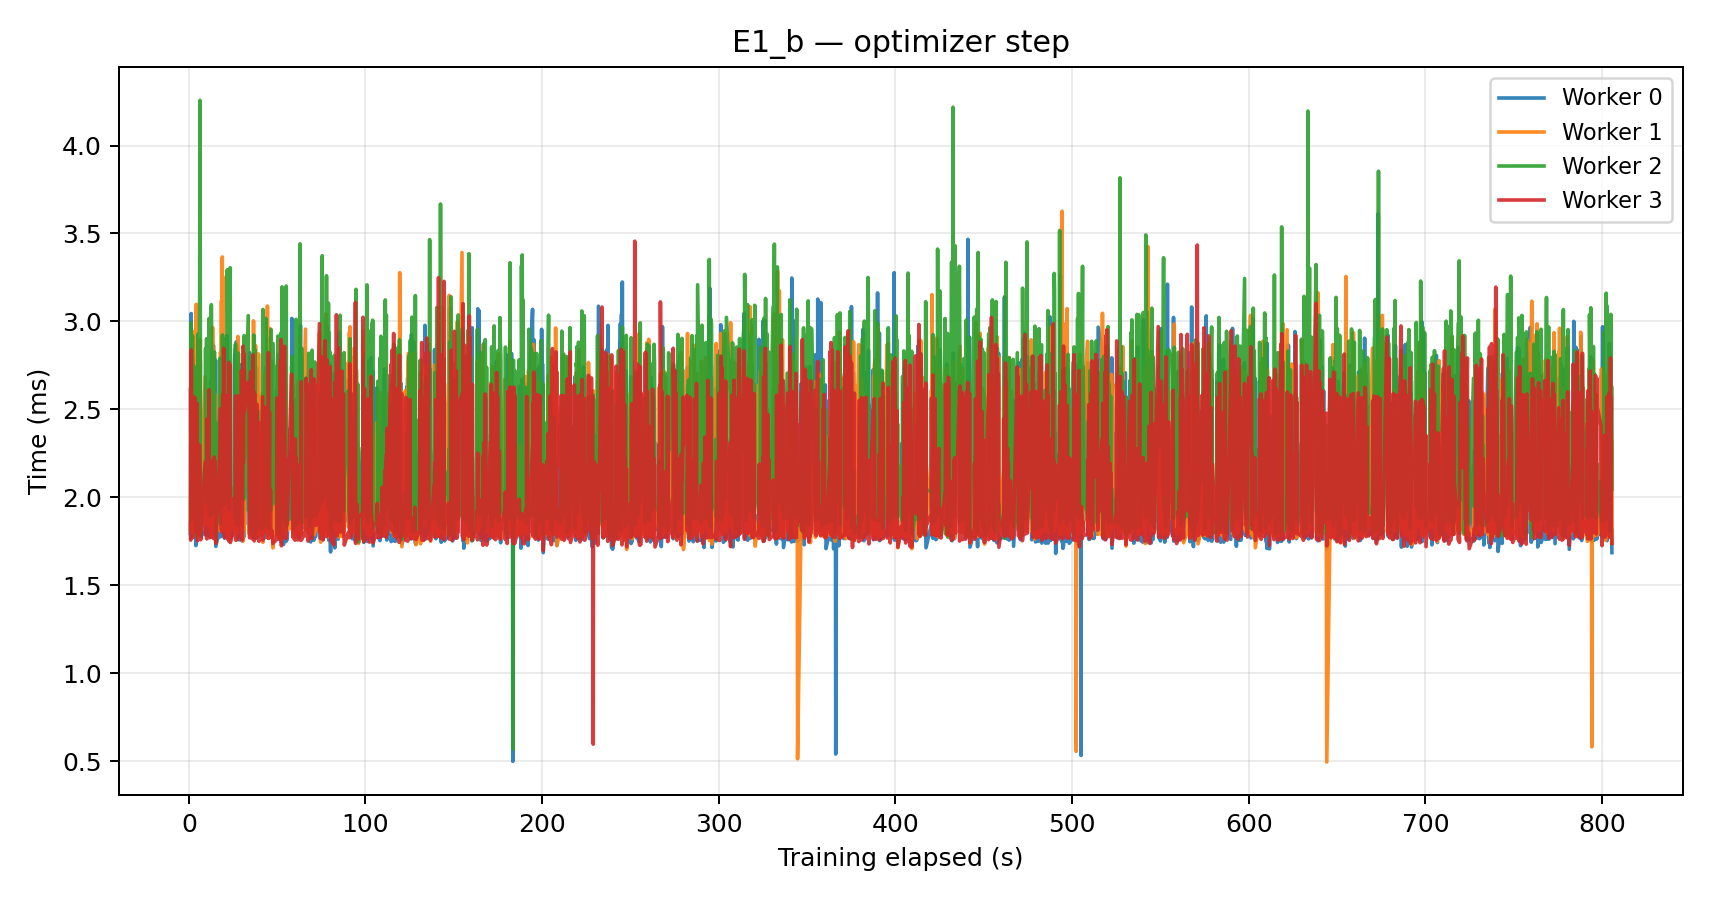 E1_b — optimizer step
Worker 0
Worker 1
Worker 2
Worker 3
Time (ms)
4.0
3.5
3.0
2.5
2.0
1.5
1.0
0.5
0 100 200 300 400 500 600 700 800
Training elapsed (s)